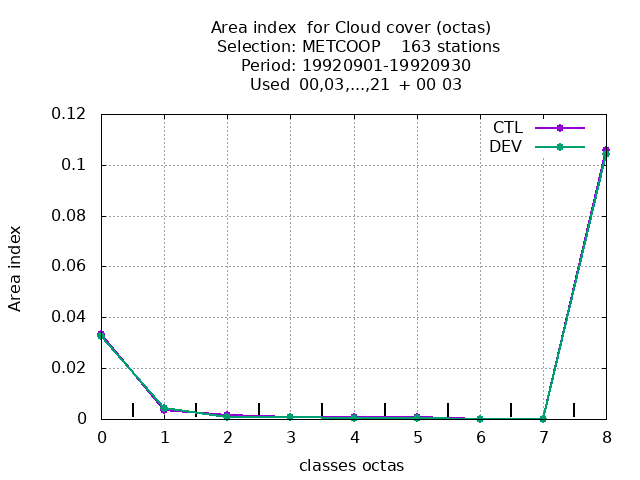 Area index  for Cloud cover (octas)
Selection: METCOOP    163 stations
Period: 19920901-19920930
Used  00,03,...,21  + 00 03
CTL
DEV
0.12
0.1
0.08
0.06
0.04
0.02
0
Area index
0 1 2 3 4 5 6 7 8
classes octas